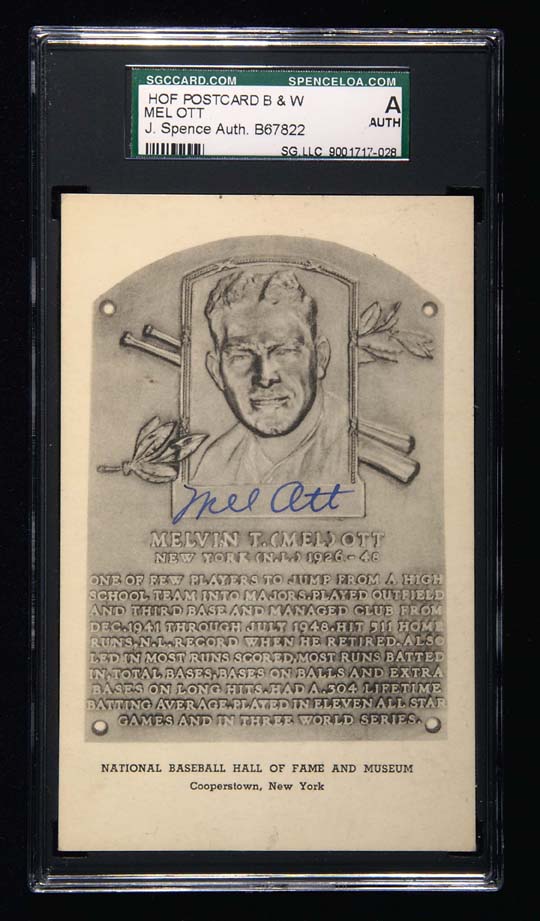 SGCCARD.COM SPENCELOA.COM
HOF POSTCARD B & W A
MEL OTT AUTH
J. Spence Auth. B67822
SG LLC 9001717-028
Mel Ott
MELVIN T. (MEL) OTT
NEW YORK (N.L.) 1926.-48
ONE OF FEW PLAYERS TO JUMP FROM A HIGH
SCHOOL TEAM INTO MAJORS. PLAYED OUTFIELD
AND THIRD BASE AND MANAGED CLUB FROM
DEC. 1941 THROUGH JULY 1948. HIT 511 HOME
RUNS, N.L. RECORD WHEN HE RETIRED. ALSO
LED IN MOST RUNS SCORED, MOST RUNS BATTED
IN, TOTAL BASES, BASES ON BALLS AND EXTRA
BASES ON LONG HITS. HAD A .304 LIFETIME
BATTING AVERAGE. PLAYED IN ELEVEN ALL STAR
GAMES AND IN THREE WORLD SERIES.
NATIONAL BASEBALL HALL OF FAME AND MUSEUM
Cooperstown, New York